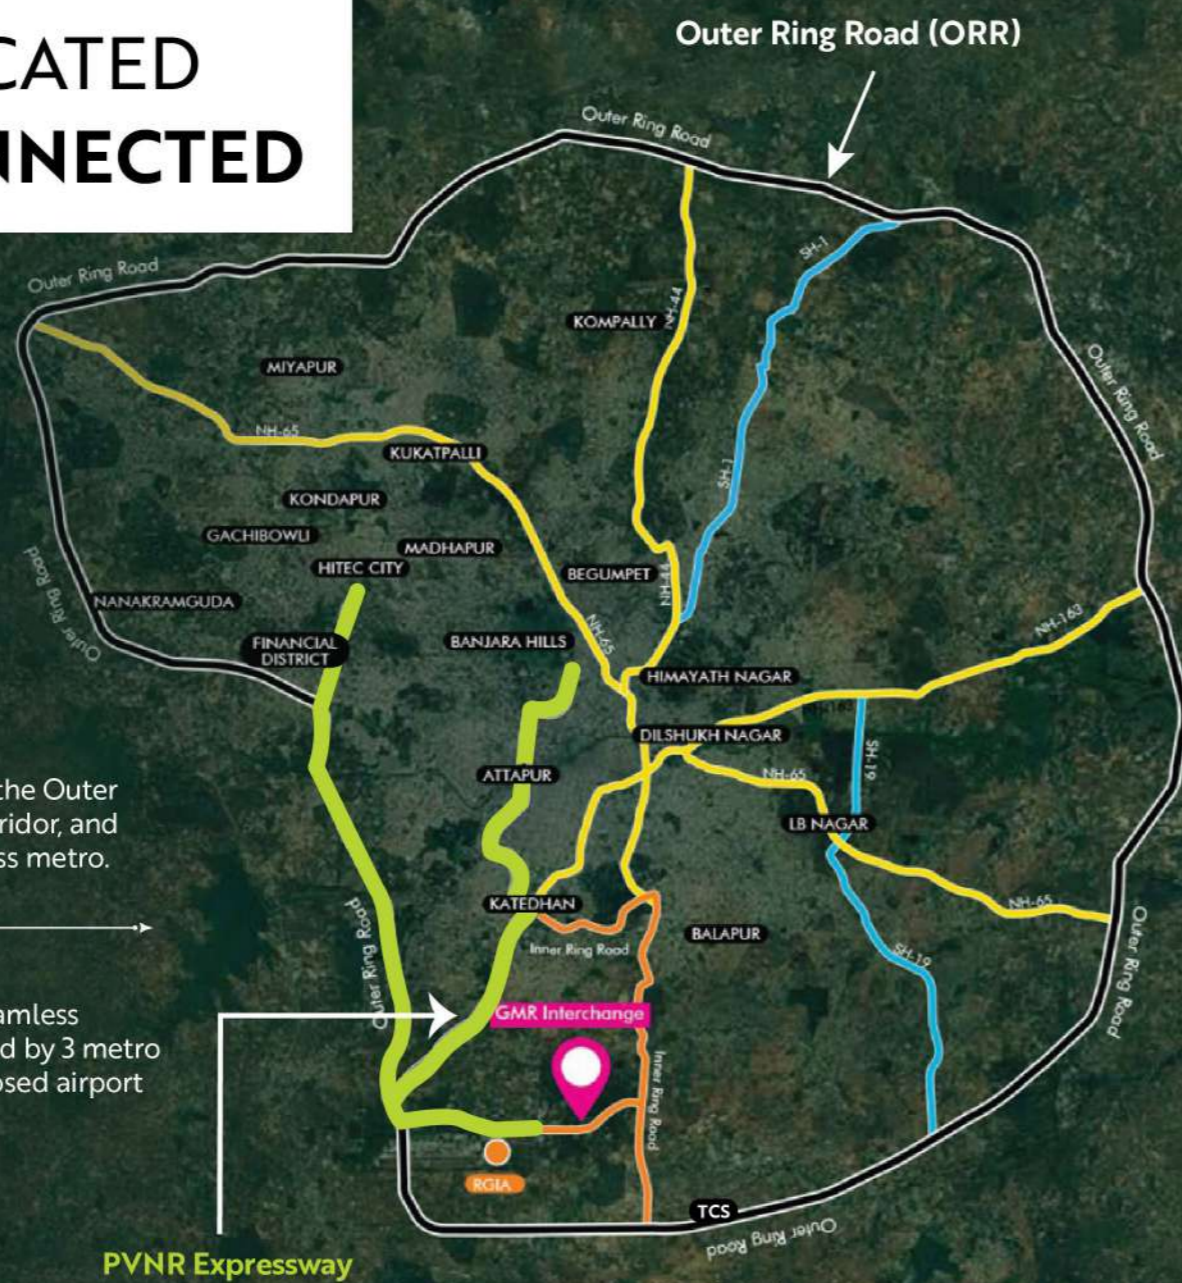 CATED
NNECTED
Outer Ring Road (ORR)
Outer Ring Road
Outer Ring Road
SH-1
NH-44
KOMPALLY
Outer Ring Road
MIYAPUR
NH-65
KUKATPALLI
SH-1
KONDAPUR
GACHIBOWLI
MADHAPUR
HITEC CITY
BEGUMPET
NH-44
Outer Ring Road
NANAKRAMGUDA
NH-163
FINANCIAL
DISTRICT
BANJARA HILLS
NH-65
HIMAYATH NAGAR
NH-163
DILSHUKH NAGAR
SH-19
ATTAPUR
NH-65
the Outer
ridor, and
ss metro.
LB NAGAR
KATEDHAN
NH-65
Inner Ring Road
BALAPUR
Outer Ring Road
SH-19
Outer Ring Road
amless
d by 3 metro
osed airport
GMR Interchange
Inner Ring Road
RGIA
TCS
Outer Ring Road
PVNR Expressway